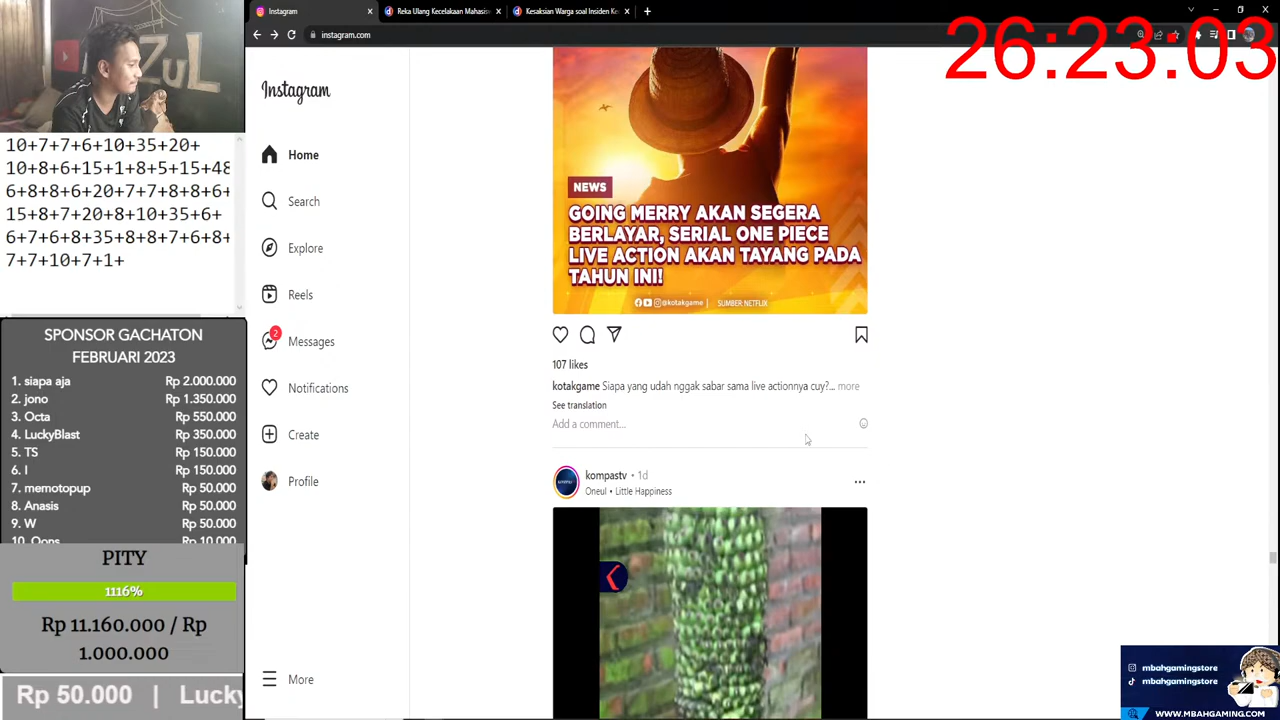 Instagram
Reka Ulang Kecelakaan Mahasis
Kesaksian Warga soal Insiden Ke
instagram.com
26:23:03
ZUL
10+7+7+6+10+35+20+
10+8+6+15+1+8+5+15+48
6+8+8+6+20+7+7+8+8+6+
15+8+7+20+8+10+35+6+
6+7+6+8+35+8+8+7+6+8+
7+7+10+7+1+
SPONSOR GACHATON
FEBRUARI 2023
1. siapa aja Rp 2.000.000
2. jono Rp 1.350.000
3. Octa Rp 550.000
4. LuckyBlast Rp 350.000
5. TS Rp 150.000
6. I Rp 150.000
7. memotopup Rp 50.000
8. Anasis Rp 50.000
9. W Rp 50.000
10. Oops Rp 10.000
PITY
1116%
Rp 11.160.000 / Rp
1.000.000
Rp 50.000 | Lucky
Instagram
Home
Search
Explore
Reels
2
Messages
Notifications
Create
Profile
More
NEWS
GOING MERRY AKAN SEGERA
BERLAYAR, SERIAL ONE PIECE
LIVE ACTION AKAN TAYANG PADA
TAHUN INI!
@kotakgame | SUMBER NETFLIX
107 likes
kotakgame Siapa yang udah nggak sabar sama live actionnya cuy?... more
See translation
Add a comment...
kompastv • 1d
Oneul • Little Happiness
mbahgamingstore
mbahgamingstore
WWW.MBAHGAMING.COM